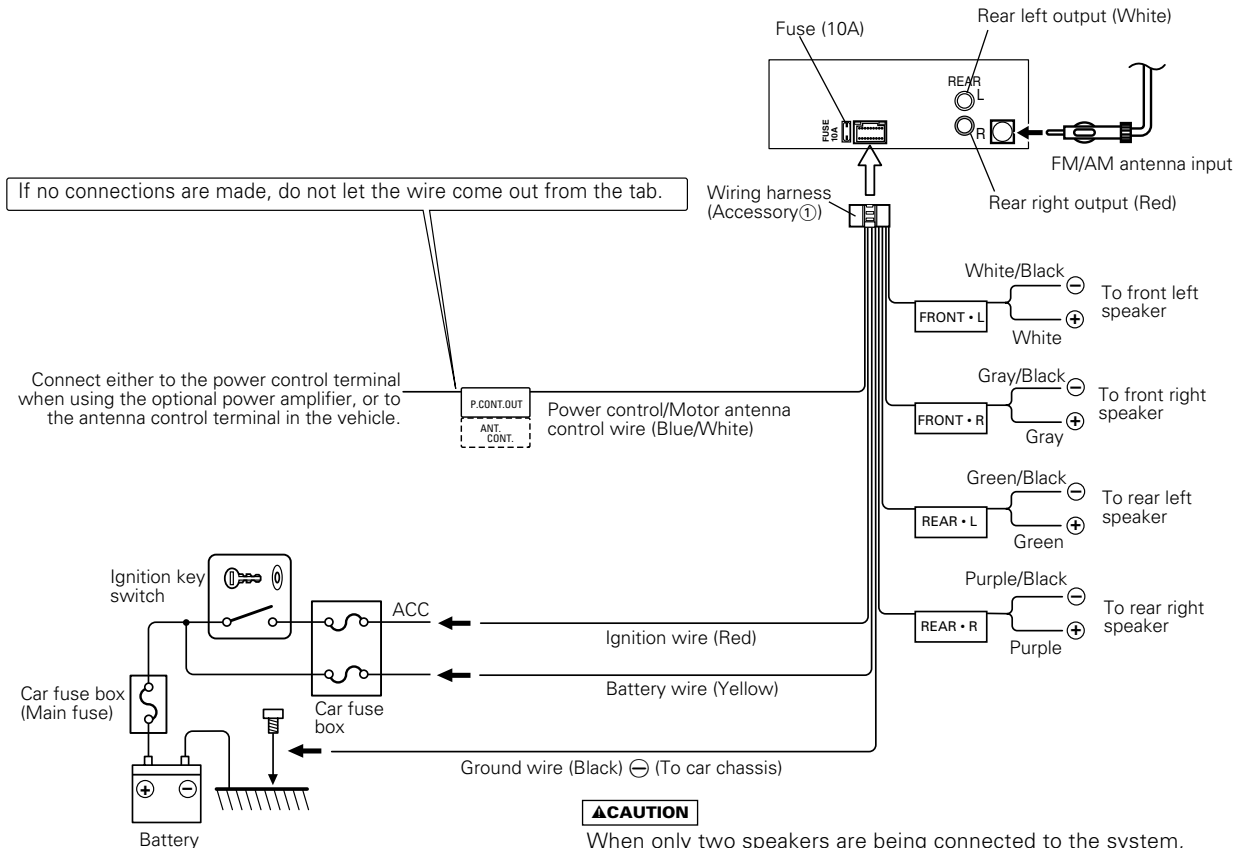 Fuse (10A)
Rear left output (White)
REAR
L
R
FUSE
10A
FM/AM antenna input
Rear right output (Red)
If no connections are made, do not let the wire come out from the tab.
Wiring harness
(Accessory①)
White/Black
⊖
To front left
speaker
FRONT • L
⊕
White
Connect either to the power control terminal
when using the optional power amplifier, or to
the antenna control terminal in the vehicle.
P.CONT.OUT
ANT.
CONT.
Power control/Motor antenna
control wire (Blue/White)
Gray/Black
⊖
To front right
speaker
FRONT • R
⊕
Gray
Green/Black
⊖
To rear left
speaker
REAR • L
⊕
Green
Purple/Black
⊖
To rear right
speaker
REAR • R
⊕
Purple
Ignition key
switch
ACC
Ignition wire (Red)
Battery wire (Yellow)
Car fuse box
(Main fuse)
Car fuse
box
Ground wire (Black) ⊖ (To car chassis)
⊕ ⊖
Battery
▲CAUTION
When only two speakers are being connected to the system,